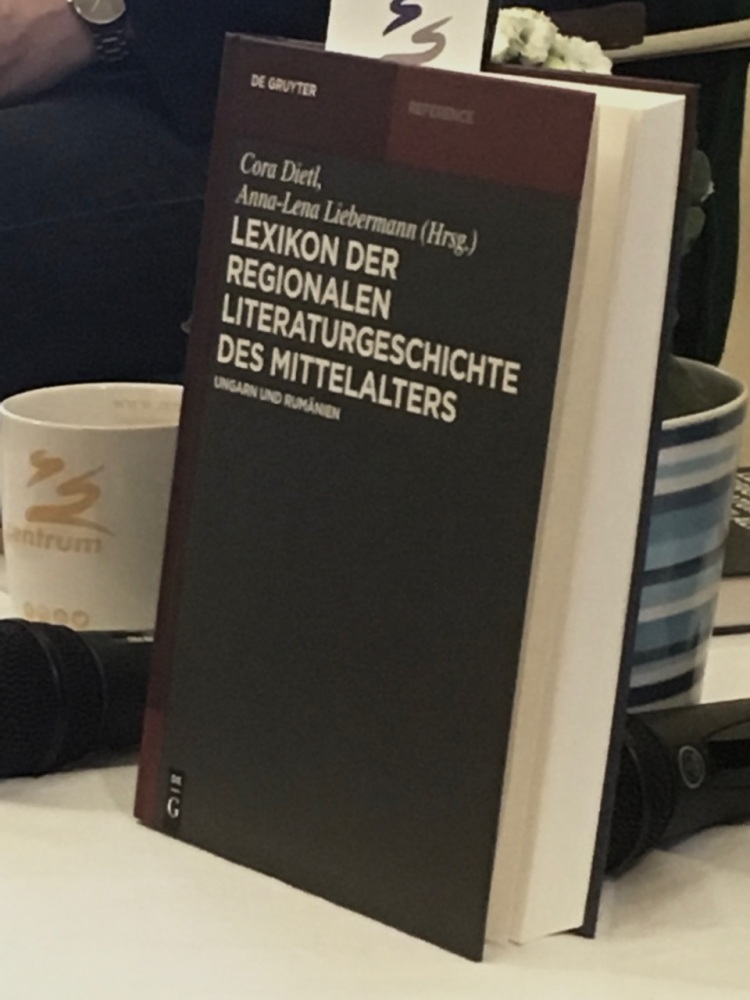 DE GRUYTER
REFERENCE
Cora Dietl,
Anna-Lena Liebermann (Hrsg.)
LEXIKON DER
REGIONALEN
LITERATURGESCHICHTE
DES MITTELALTERS
UNGARN UND RUMÄNIEN
DE
G
entrum